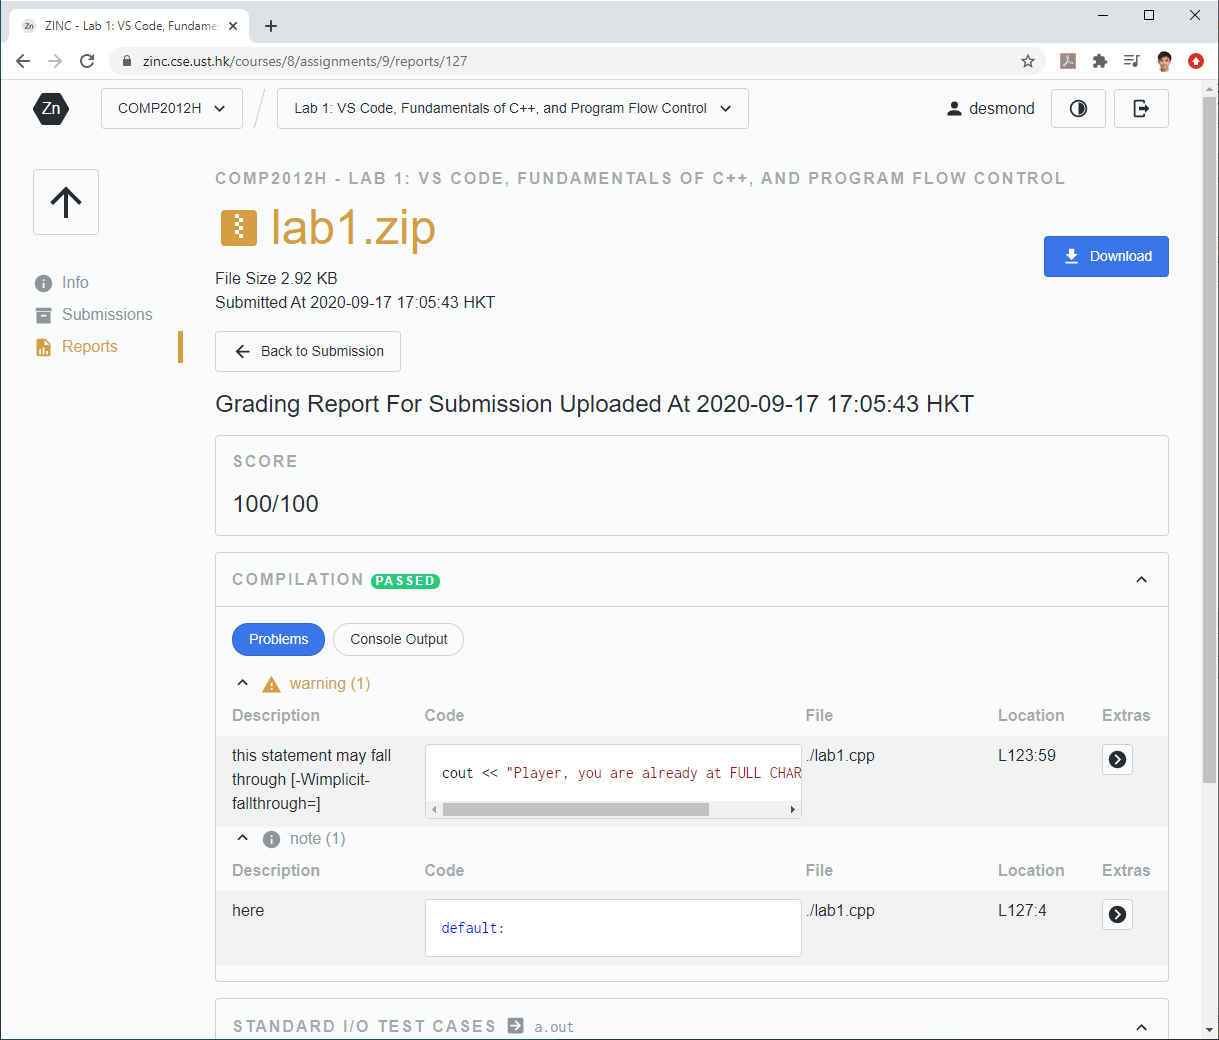 Zn ZINC - Lab 1: VS Code, Fundame
zinc.cse.ust.hk/courses/8/assignments/9/reports/127
Zn COMP2012H Lab 1: VS Code, Fundamentals of C++, and Program Flow Control desmond
COMP2012H - LAB 1: VS CODE, FUNDAMENTALS OF C++, AND PROGRAM FLOW CONTROL
lab1.zip
Download
File Size 2.92 KB
Submitted At 2020-09-17 17:05:43 HKT
Info
Submissions
Reports
Back to Submission
Grading Report For Submission Uploaded At 2020-09-17 17:05:43 HKT
SCORE
100/100
COMPILATION PASSED
Problems Console Output
warning (1)
Description Code File Location Extras
this statement may fall
through [-Wimplicit-
fallthrough=]
cout << "Player, you are already at FULL CHAR
./lab1.cpp L123:59
note (1)
Description Code File Location Extras
here default: ./lab1.cpp L127:4
STANDARD I/O TEST CASES a.out